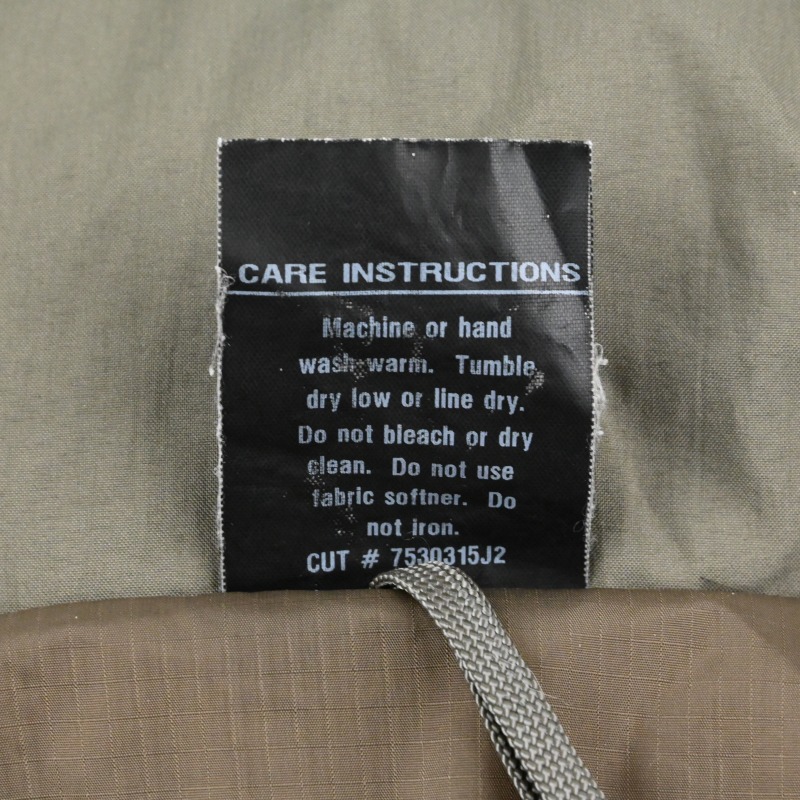 CARE INSTRUCTIONS
Machine or hand
wash warm. Tumble
dry low or line dry.
Do not bleach or dry
clean. Do not use
fabric softner. Do
not iron.
CUT # 7530315J2